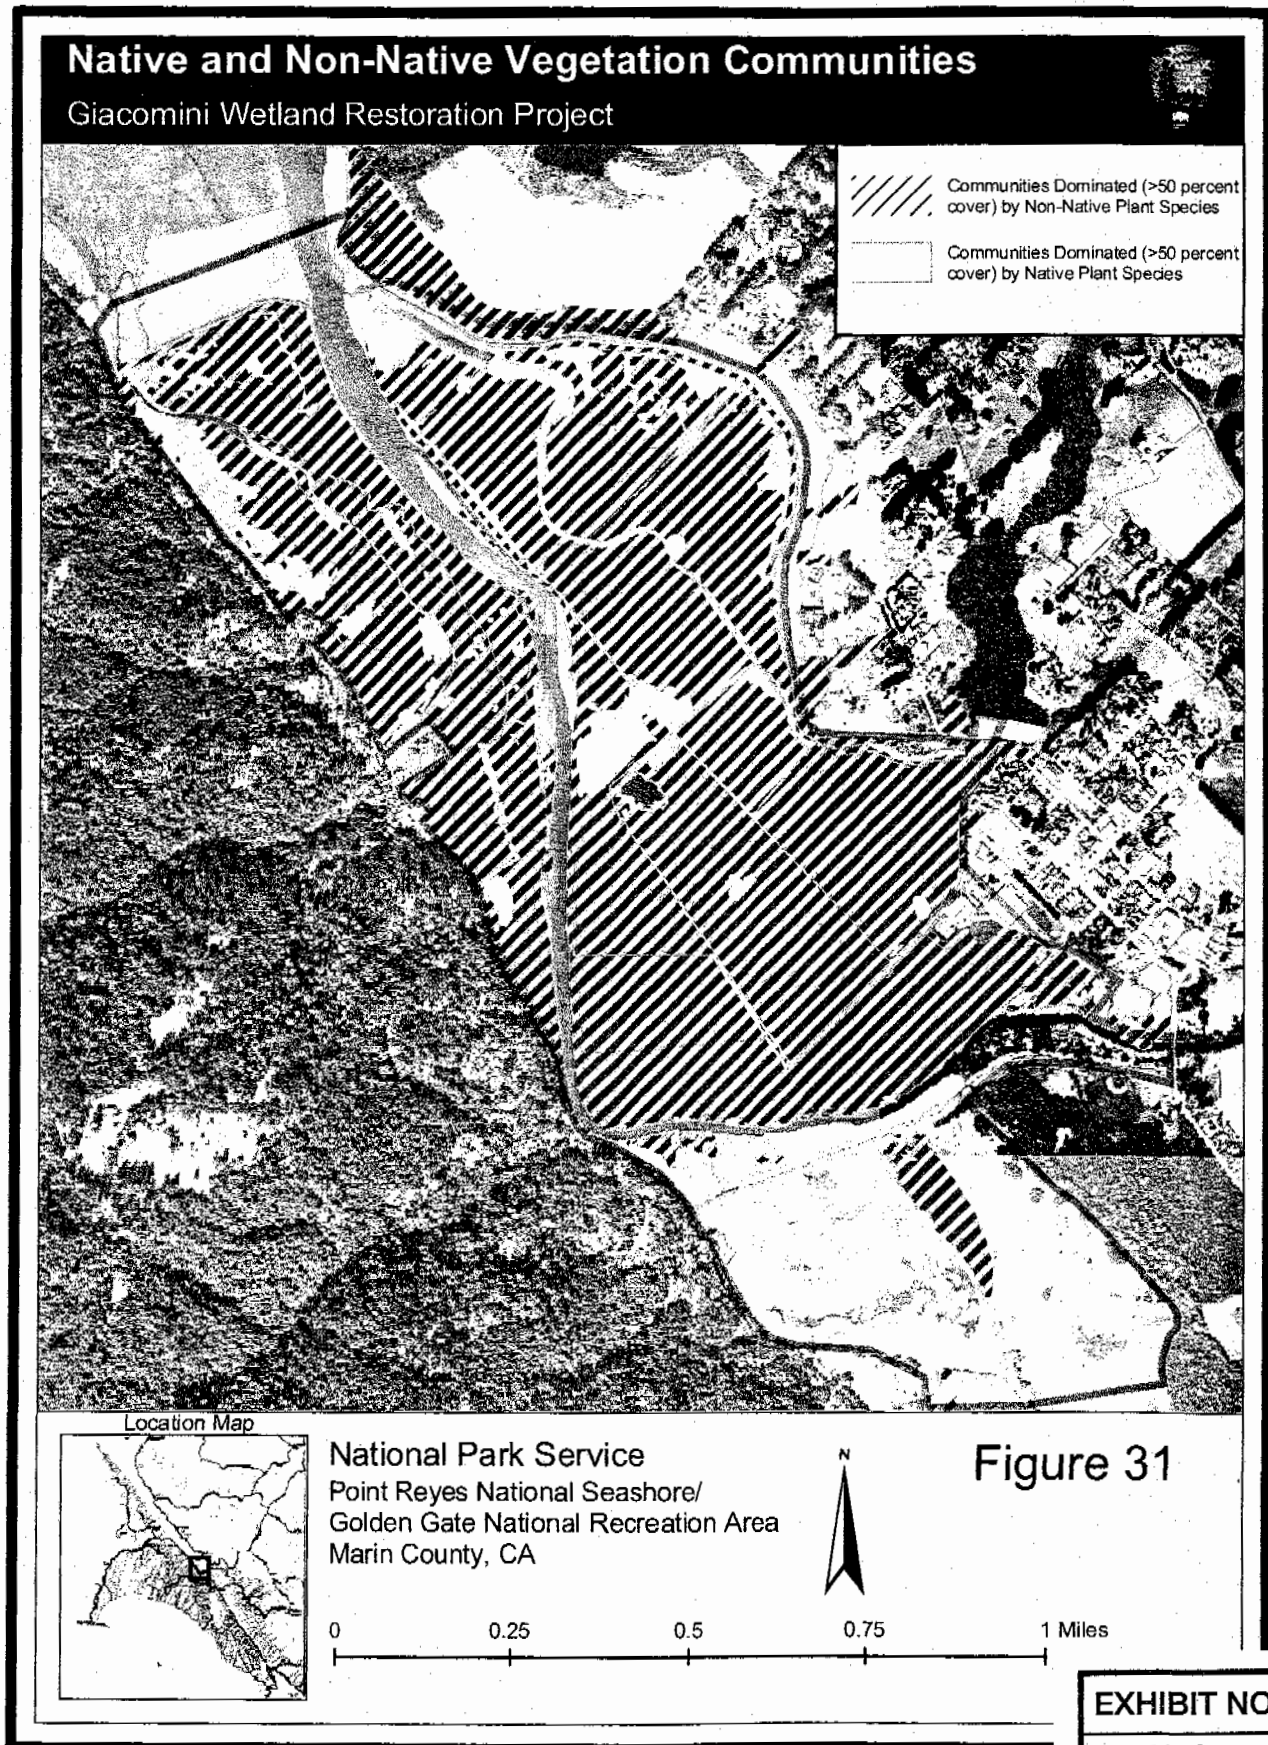 Native and Non-Native Vegetation Communities
Giacomini Wetland Restoration Project
Communities Dominated (>50 percent
cover) by Non-Native Plant Species
Communities Dominated (>50 percent
cover) by Native Plant Species
Location Map
National Park Service
Point Reyes National Seashore/
Golden Gate National Recreation Area
Marin County, CA
N
Figure 31
0 0.25 0.5 0.75 1 Miles
EXHIBIT NO